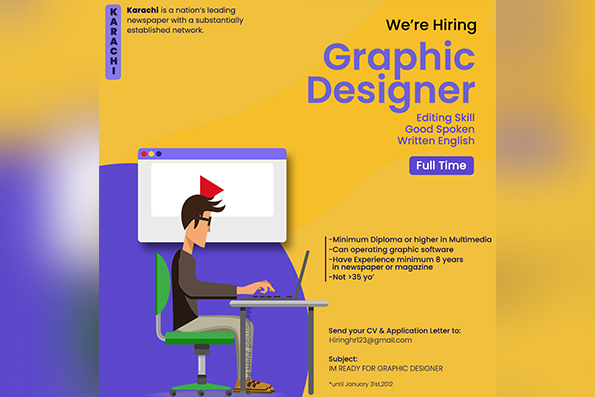 KARACHI
Karachi is a nation's leading
newspaper with a substantially
established network.
We're Hiring
Graphic
Designer
Editing Skill
Good Spoken
Written English
Full Time
-Minimum Diploma or higher in Multimedia
-Can operating graphic software
-Have Experience minimum 8 years
in newspaper or magazine
-Not >35 yo'
Send your CV & Application Letter to:
Hiringhr123@gmail.com
Subject:
IM READY FOR GRAPHIC DESIGNER
*until January 31st,2012